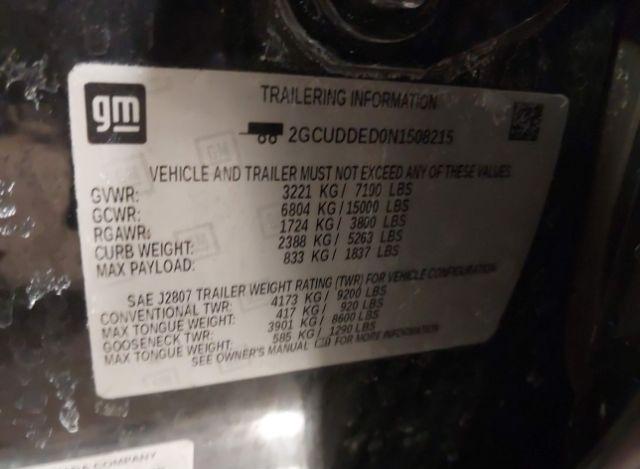 gm
TRAILERING INFORMATION
2GCUDDED0N1508215
VEHICLE AND TRAILER MUST NOT EXCEED ANY OF THESE VALUES
GVWR: 3221 KG / 7100 LBS
GCWR: 6804 KG / 15000 LBS
RGAWR: 1724 KG / 3800 LBS
CURB WEIGHT: 2388 KG / 5263 LBS
MAX PAYLOAD: 833 KG / 1837 LBS
SAE J2807 TRAILER WEIGHT RATING (TWR) FOR VEHICLE CONFIGURATION
CONVENTIONAL TWR: 4173 KG / 9200 LBS
MAX TONGUE WEIGHT: 417 KG / 920 LBS
GOOSENECK TWR: 3901 KG / 8600 LBS
MAX TONGUE WEIGHT: 585 KG / 1290 LBS
SEE OWNER'S MANUAL FOR MORE INFORMATION
COMPANY